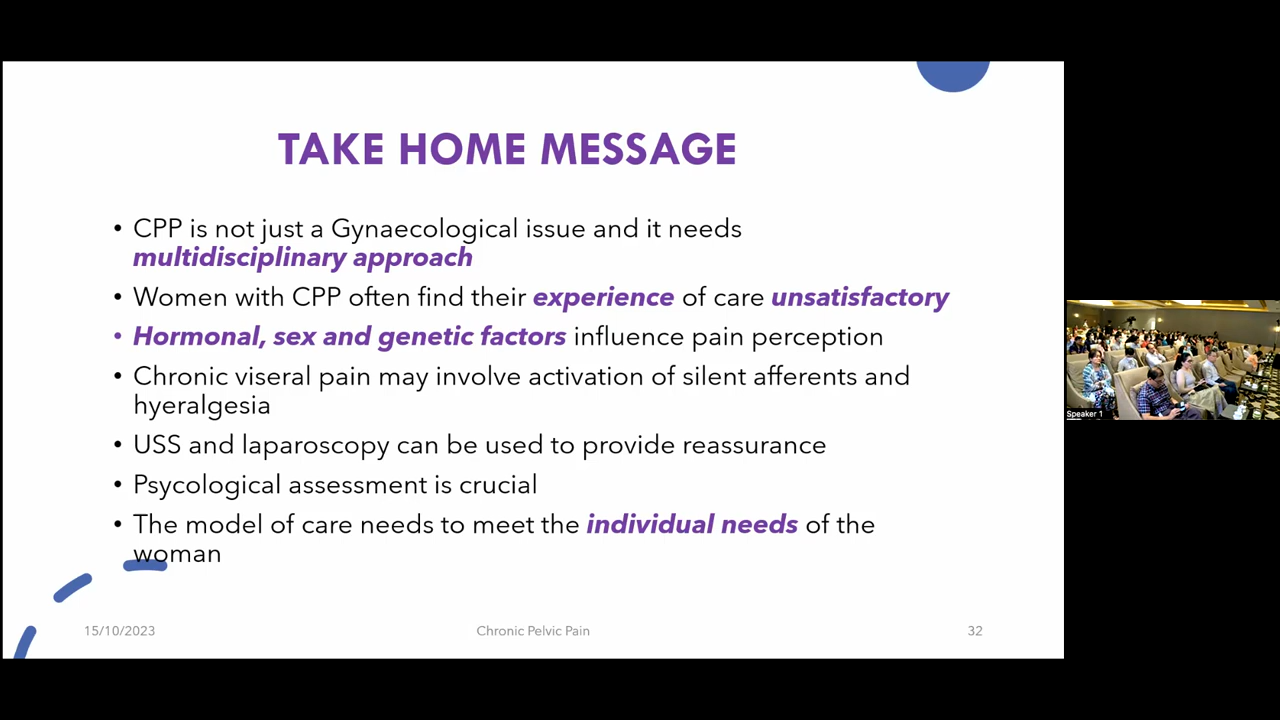 TAKE HOME MESSAGE
• CPP is not just a Gynaecological issue and it needs
multidisciplinary approach
• Women with CPP often find their experience of care unsatisfactory
• Hormonal, sex and genetic factors influence pain perception
• Chronic viseral pain may involve activation of silent afferents and
hyeralgesia
• USS and laparoscopy can be used to provide reassurance
• Psycological assessment is crucial
• The model of care needs to meet the individual needs of the
woman
15/10/2023
Chronic Pelvic Pain
32
Speaker 1